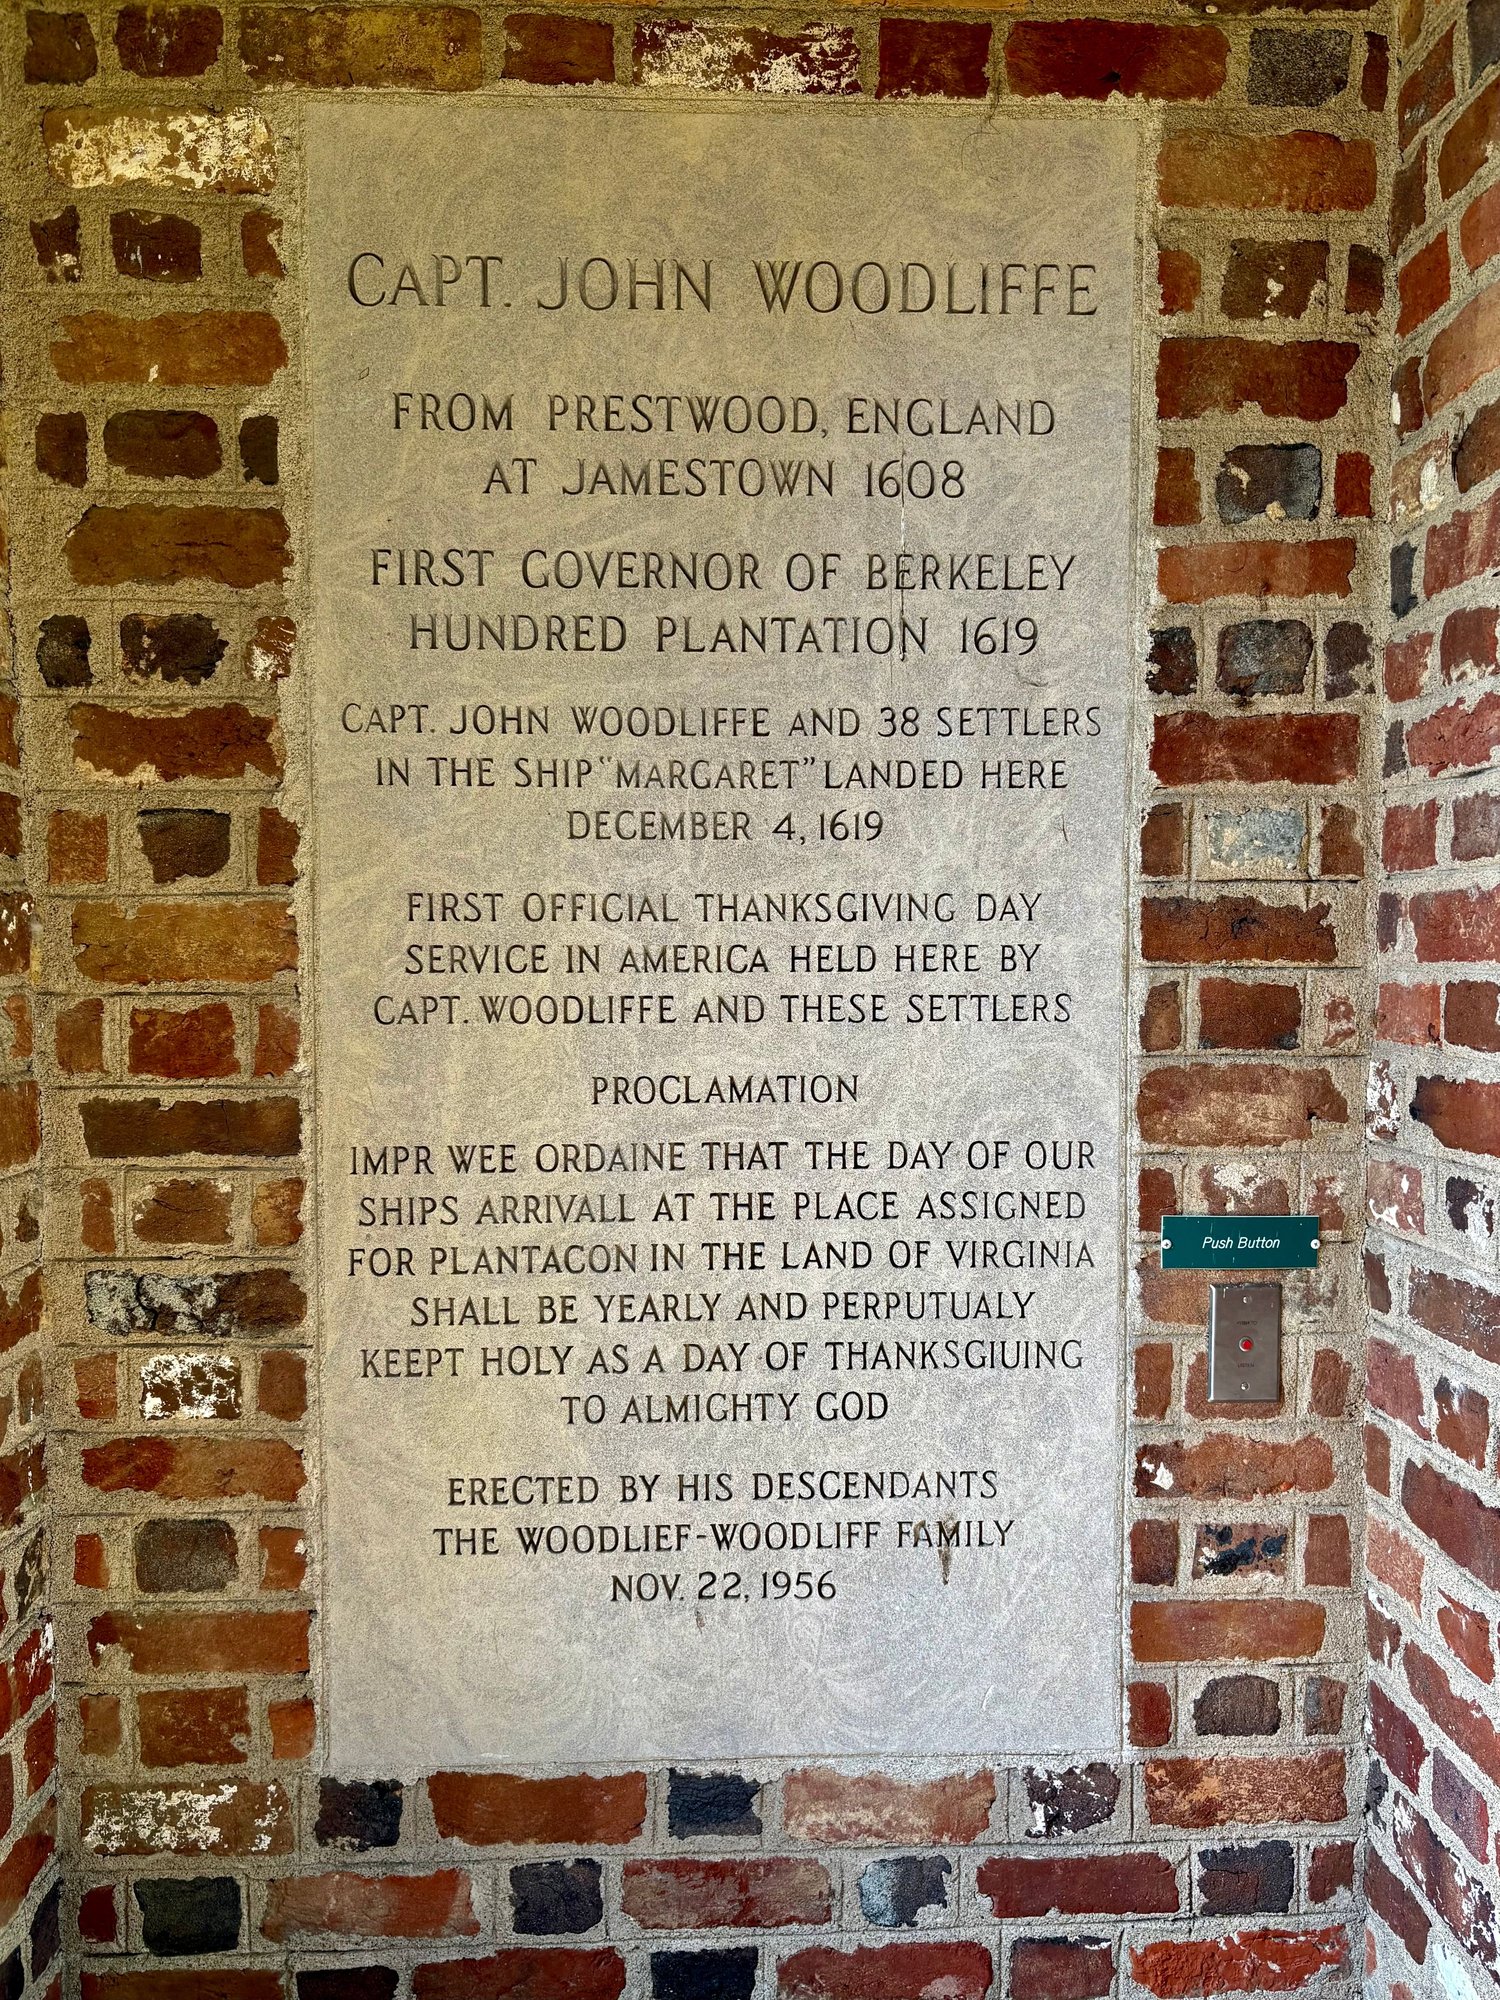 CAPT. JOHN WOODLIFFE
FROM PRESTWOOD, ENGLAND
AT JAMESTOWN 1608
FIRST GOVERNOR OF BERKELEY
HUNDRED PLANTATION 1619
CAPT. JOHN WOODLIFFE AND 38 SETTLERS
IN THE SHIP "MARGARET" LANDED HERE
DECEMBER 4, 1619
FIRST OFFICIAL THANKSGIVING DAY
SERVICE IN AMERICA HELD HERE BY
CAPT. WOODLIFFE AND THESE SETTLERS
PROCLAMATION
IMPR WEE ORDAINE THAT THE DAY OF OUR
SHIPS ARRIVALL AT THE PLACE ASSIGNED
FOR PLANTACON IN THE LAND OF VIRGINIA
SHALL BE YEARLY AND PERPUTUALY
KEEPT HOLY AS A DAY OF THANKSGIUING
TO ALMIGHTY GOD
ERECTED BY HIS DESCENDANTS
THE WOODLIEF-WOODLIFF FAMILY
NOV. 22, 1956
Push Button
LISTEN